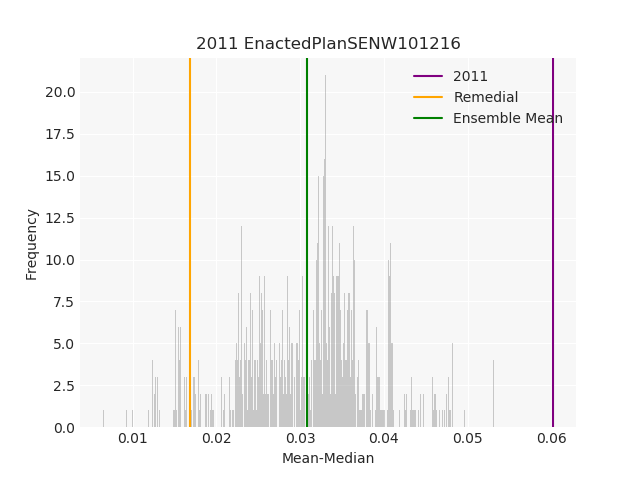 2011 EnactedPlanSENW101216
2011
Remedial
Ensemble Mean
20.0
17.5
15.0
12.5
10.0
7.5
5.0
2.5
0.0
Frequency
0.01 0.02 0.03 0.04 0.05 0.06
Mean-Median